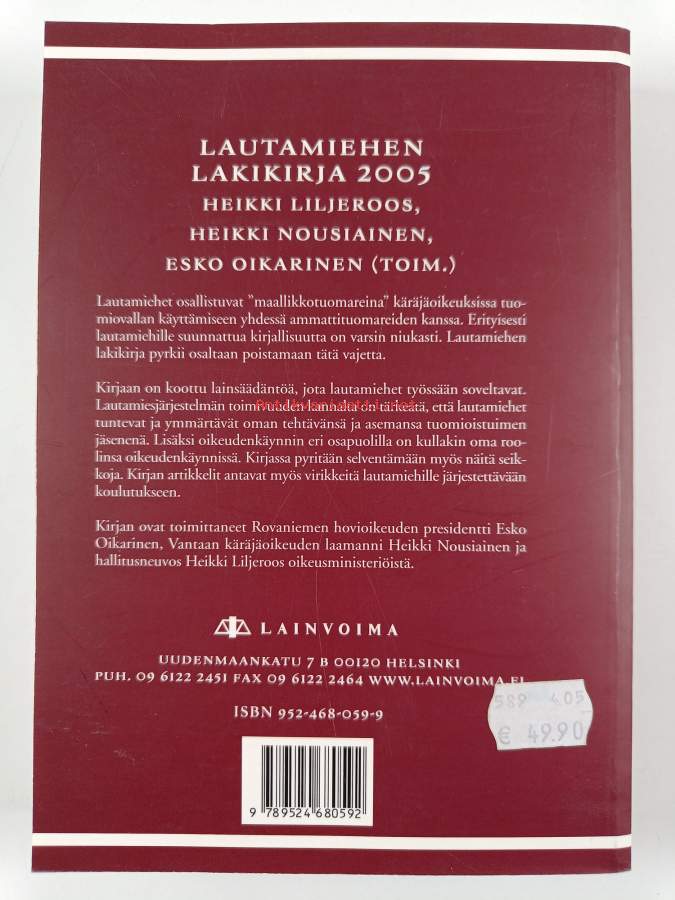 LAUTAMIEHEN
LAKIKIRJA 2005
HEIKKI LILJEROOS,
HEIKKI NOUSIAINEN,
ESKO OIKARINEN (TOIM.)
Lautamiehet osallistuvat "maallikkotuomareina" käräjäoikeuksissa tuo-
miovallan käyttämiseen yhdessä ammattituomareiden kanssa. Erityisesti
lautamiehille suunnattua kirjallisuutta on varsin niukasti. Lautamiehen
lakikirja pyrkii osaltaan poistamaan tätä vajetta.
Kirjaan on koottu lainsäädäntöä, jota lautamiehet työssään soveltavat.
Antikvariaatti.net
Lautamiesjärjestelmän toimivuuden kannalta on tärkeätä, että lautamiehet
tuntevat ja ymmärtävät oman tehtävänsä ja asemansa tuomioistuimen
jäsenenä. Lisäksi oikeudenkäynnin eri osapuolilla on kullakin oma roo-
linsa oikeudenkäynnissä. Kirjassa pyritään selventämään myös näitä seik-
koja. Kirjan artikkelit antavat myös virikkeitä lautamiehille järjestettävään
koulutukseen.
Kirjan ovat toimittaneet Rovaniemen hovioikeuden presidentti Esko
Oikarinen, Vantaan käräjäoikeuden laamanni Heikki Nousiainen ja
hallitusneuvos Heikki Liljeroos oikeusministeriöistä.
LAINVOIMA
UUDENMAANKATU 7 B 00120 HELSINKI
PUH. 09 6122 2451 FAX 09 6122 2464 WWW.LAINVOIMA.FI
589 405
€ 49.90
ISBN 952-468-059-9
9 789524 680592